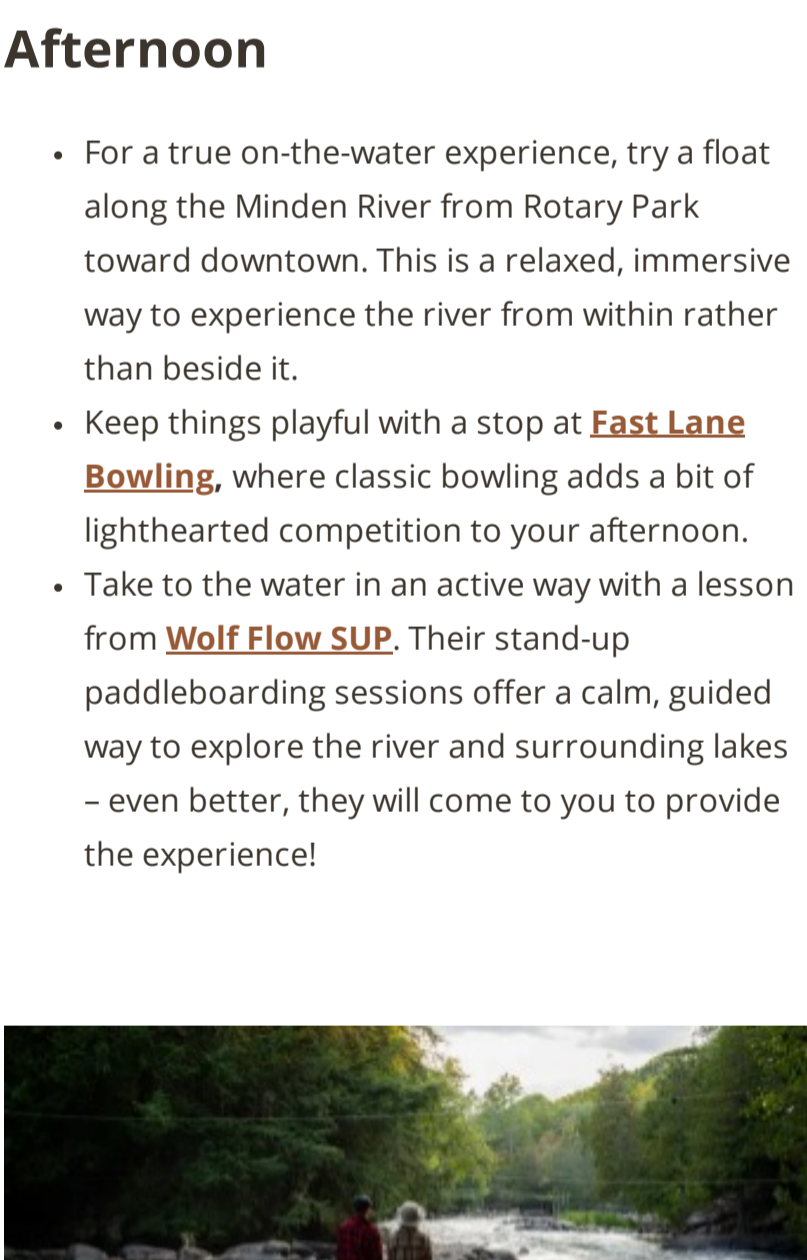 Afternoon
• For a true on-the-water experience, try a float
along the Minden River from Rotary Park
toward downtown. This is a relaxed, immersive
way to experience the river from within rather
than beside it.
• Keep things playful with a stop at Fast Lane
Bowling, where classic bowling adds a bit of
lighthearted competition to your afternoon.
• Take to the water in an active way with a lesson
from Wolf Flow SUP. Their stand-up
paddleboarding sessions offer a calm, guided
way to explore the river and surrounding lakes
– even better, they will come to you to provide
the experience!